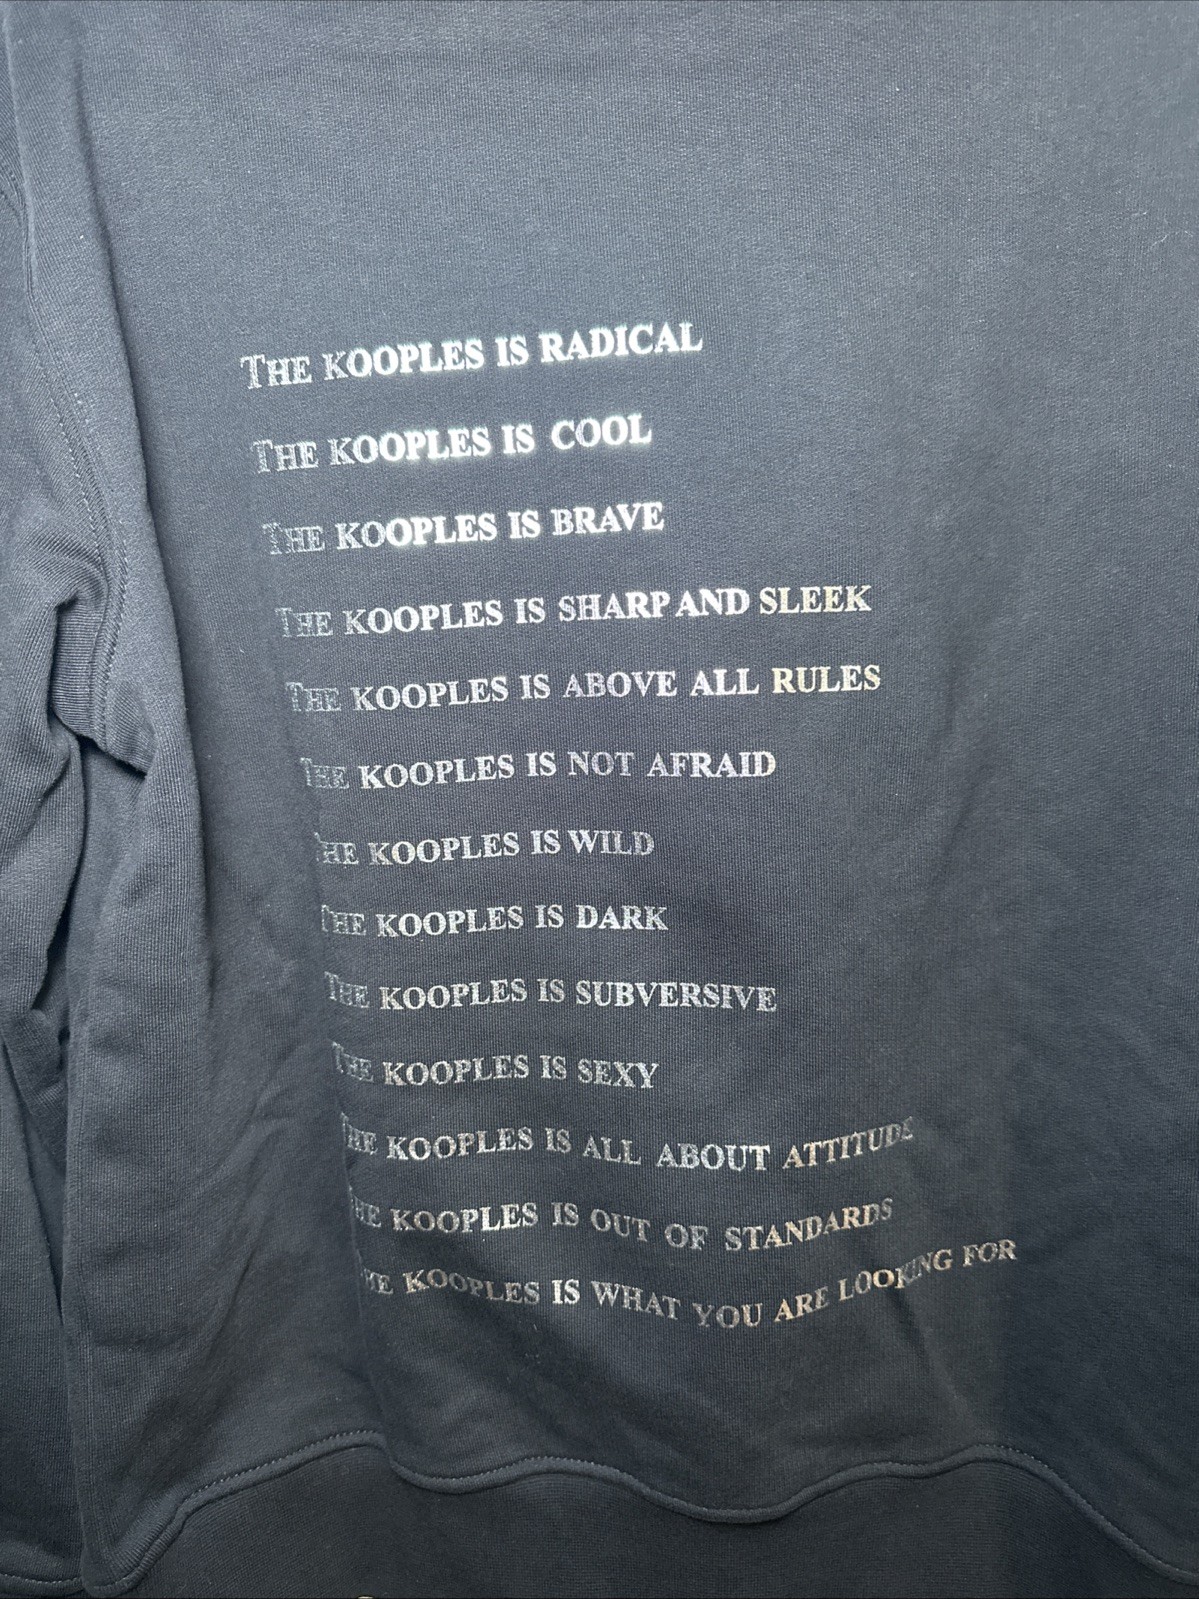 THE KOOPLES IS RADICAL
THE KOOPLES IS COOL
THE KOOPLES IS BRAVE
THE KOOPLES IS SHARP AND SLEEK
THE KOOPLES IS ABOVE ALL RULES
THE KOOPLES IS NOT AFRAID
THE KOOPLES IS WILD
THE KOOPLES IS DARK
THE KOOPLES IS SUBVERSIVE
THE KOOPLES IS SEXY
THE KOOPLES IS ALL ABOUT ATTITUDE
THE KOOPLES IS OUT OF STANDARDS
THE KOOPLES IS WHAT YOU ARE LOOKING FOR